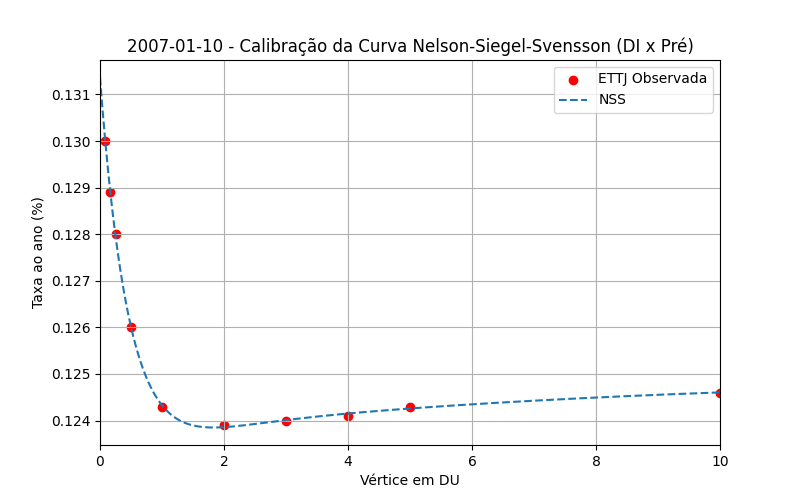 2007-01-10 - Calibração da Curva Nelson-Siegel-Svensson (DI x Pré)
ETTJ Observada
NSS
Taxa ao ano (%)
0.131
0.130
0.129
0.128
0.127
0.126
0.125
0.124
0 2 4 6 8 10
Vértice em DU